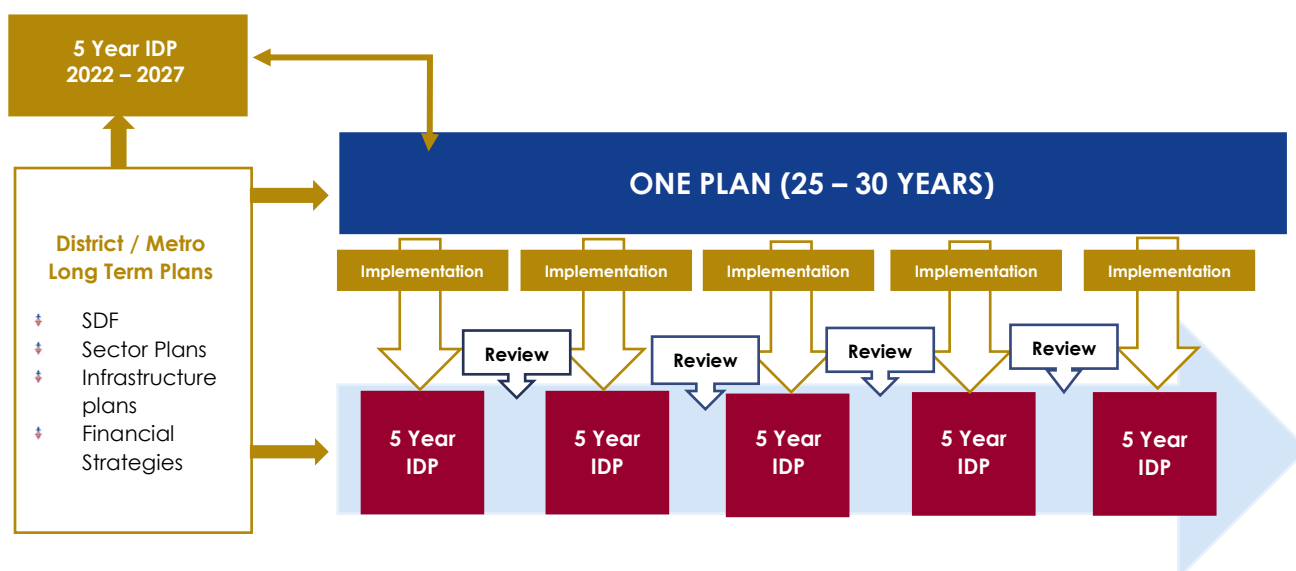 5 Year IDP
2022 – 2027
ONE PLAN (25 – 30 YEARS)
District / Metro
Long Term Plans
SDF
Sector Plans
Infrastructure
plans
Financial
Strategies
Implementation
Implementation
Implementation
Implementation
Implementation
Review
Review
Review
Review
5 Year
IDP
5 Year
IDP
5 Year
IDP
5 Year
IDP
5 Year
IDP